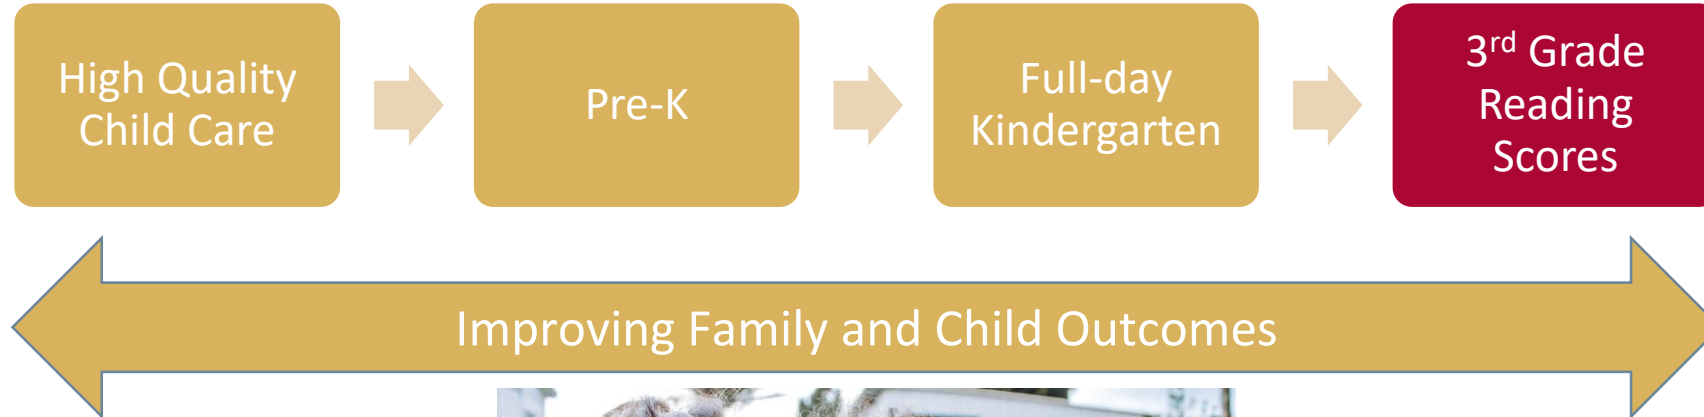 High Quality
Child Care
Pre-K
Full-day
Kindergarten
3rd Grade
Reading
Scores
Improving Family and Child Outcomes